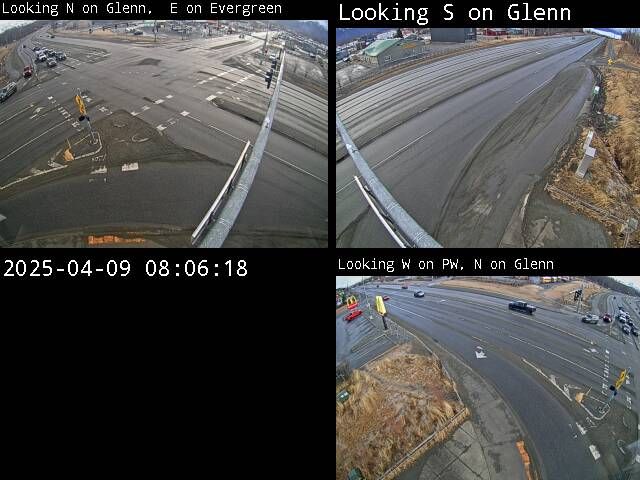 Looking N on Glenn,  E on Evergreen
Looking S on Glenn
2025-04-09 08:06:18
Looking W on PW, N on Glenn